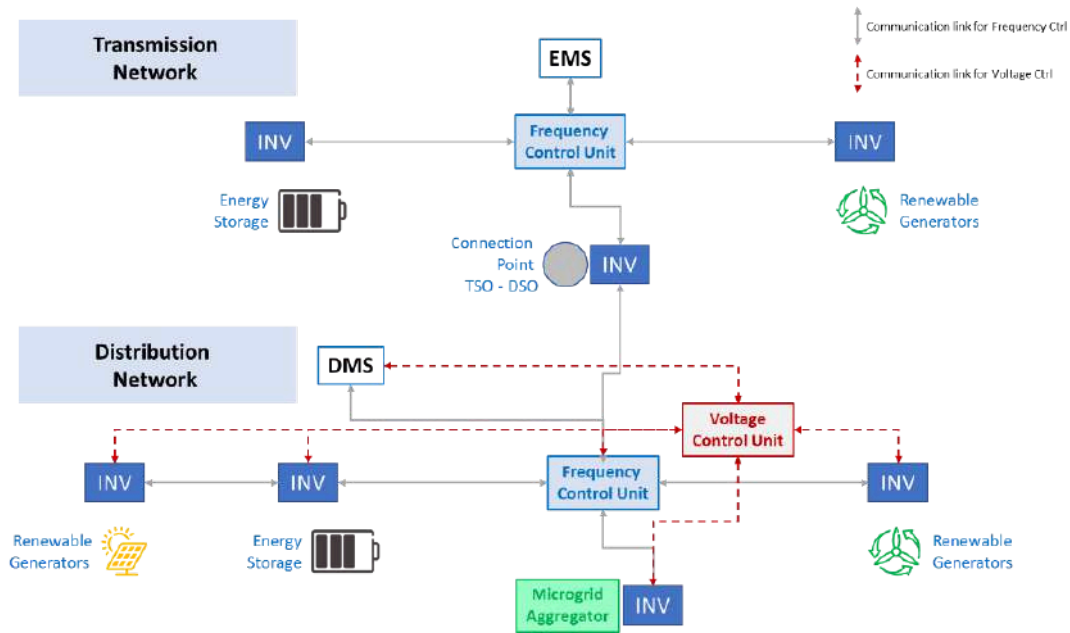 Transmission
Network
EMS
Communication link for Frequency Ctrl
Communication link for Voltage Ctrl
INV
Frequency
Control Unit
INV
Energy
Storage
Renewable
Generators
Connection
Point
TSO - DSO
INV
Distribution
Network
DMS
Voltage
Control Unit
INV
INV
Frequency
Control Unit
INV
Renewable
Generators
Energy
Storage
Renewable
Generators
Microgrid
Aggregator
INV